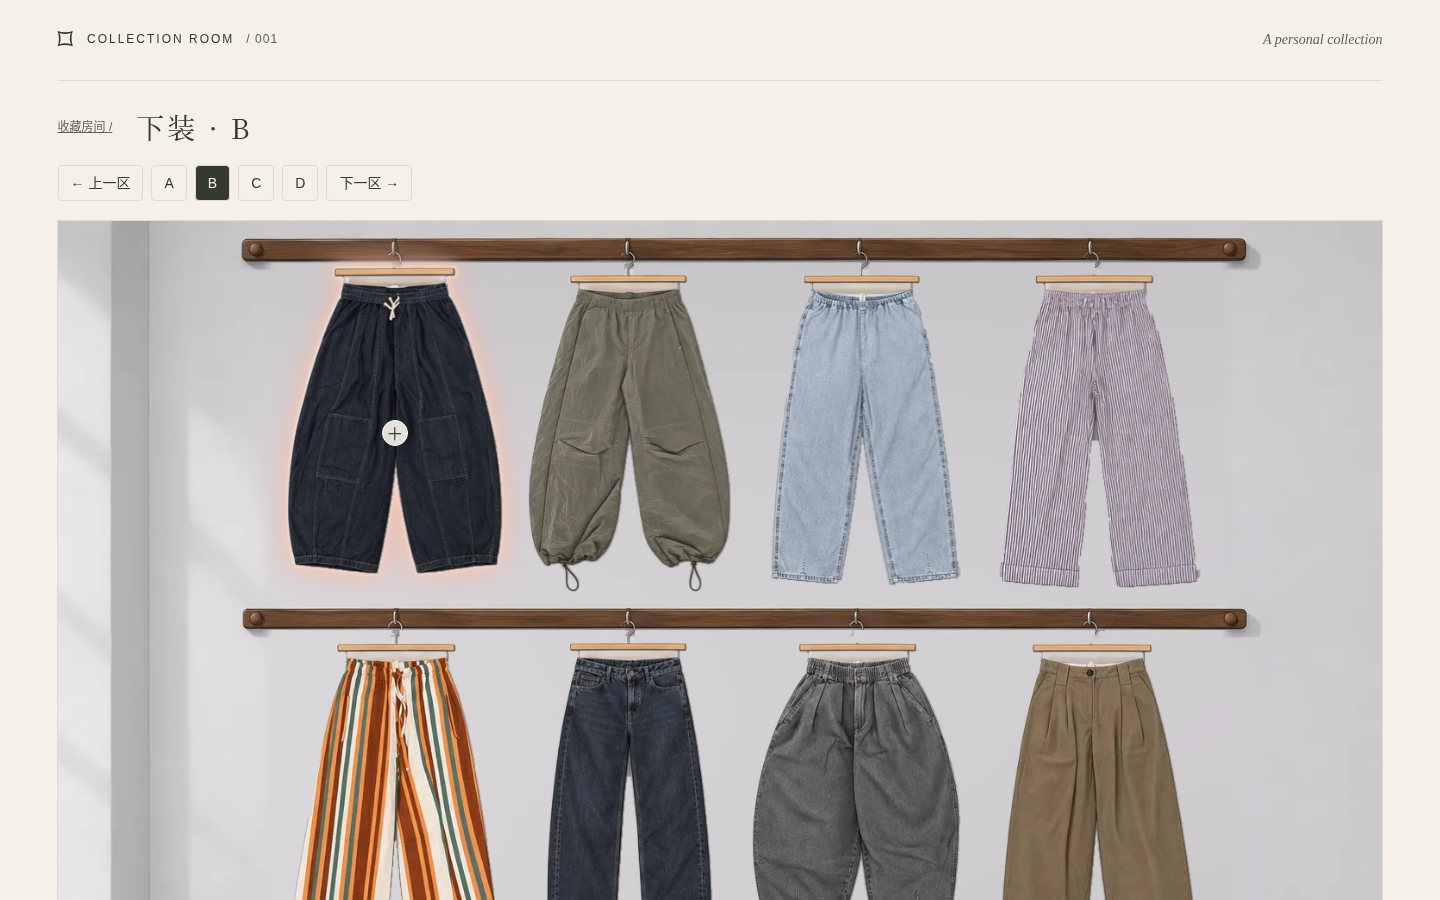 COLLECTION ROOM / 001
A personal collection
收藏房间 /
下装 · B
← 上一区
A
B
C
D
下一区 →